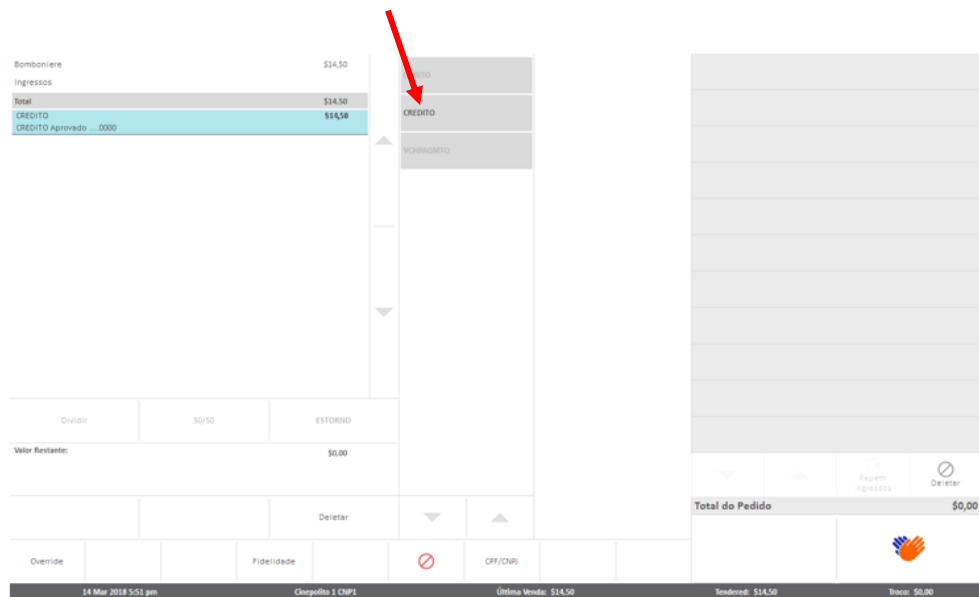 Bomboniere $14,50
Ingressos
Total $14,50
CREDITO $14,50
CREDITO Aprovado ....0000
CREDITO
VCHPAGMTO
Dividir 50/50 ESTORNO
Valor Restante: $0,00
Deletar
Override Fidelidade CPF/CNPJ
Repetir
Ingressos
Deletar
Total do Pedido $0,00
14 Mar 2018 5:51 pm Cinepolito 1 CNP1 Última Venda: $14,50 Tendered: $14,50 Troco: $0,00